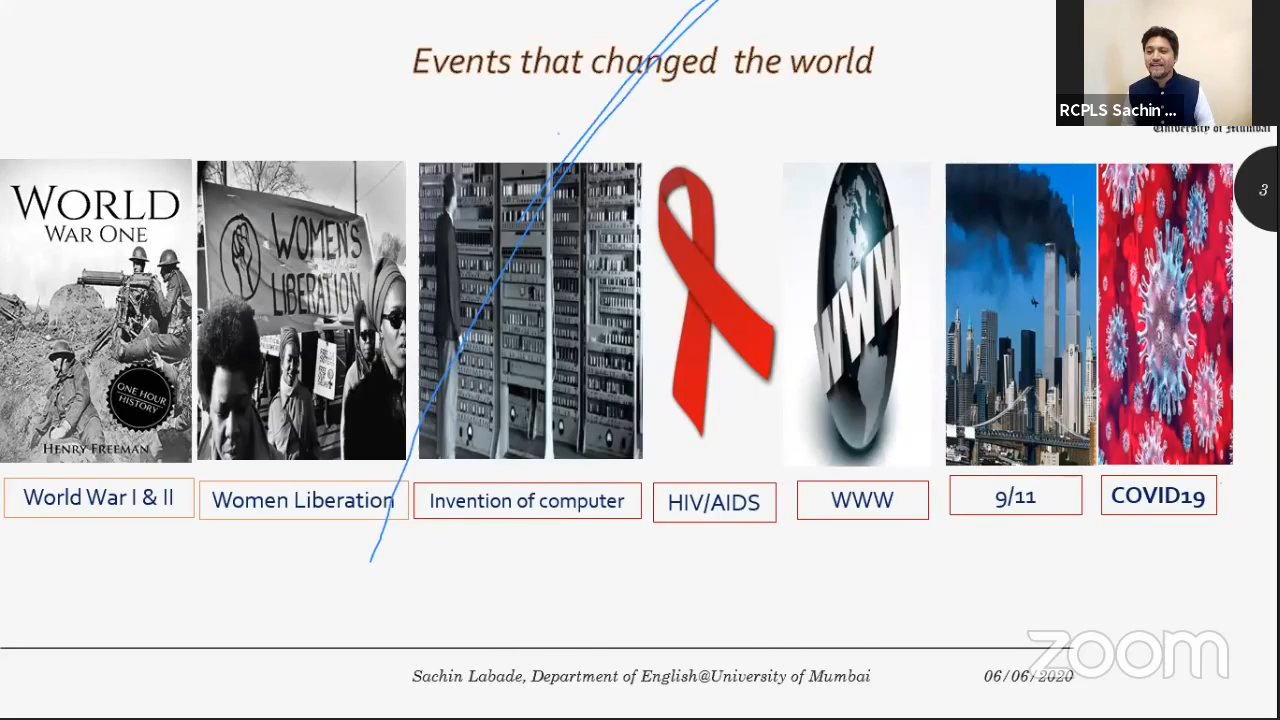 Events that changed the world
RCPLS Sachin ...
University of Mumbai
3
WORLD
WAR ONE
ONE HOUR
HISTORY
HENRY FREEMAN
WOMEN'S
LIBERATION
WWW
World War I & II
Women Liberation
Invention of computer
HIV/AIDS
WWW
9/11
COVID19
zoom
Sachin Labade, Department of English@University of Mumbai
06/06/2020